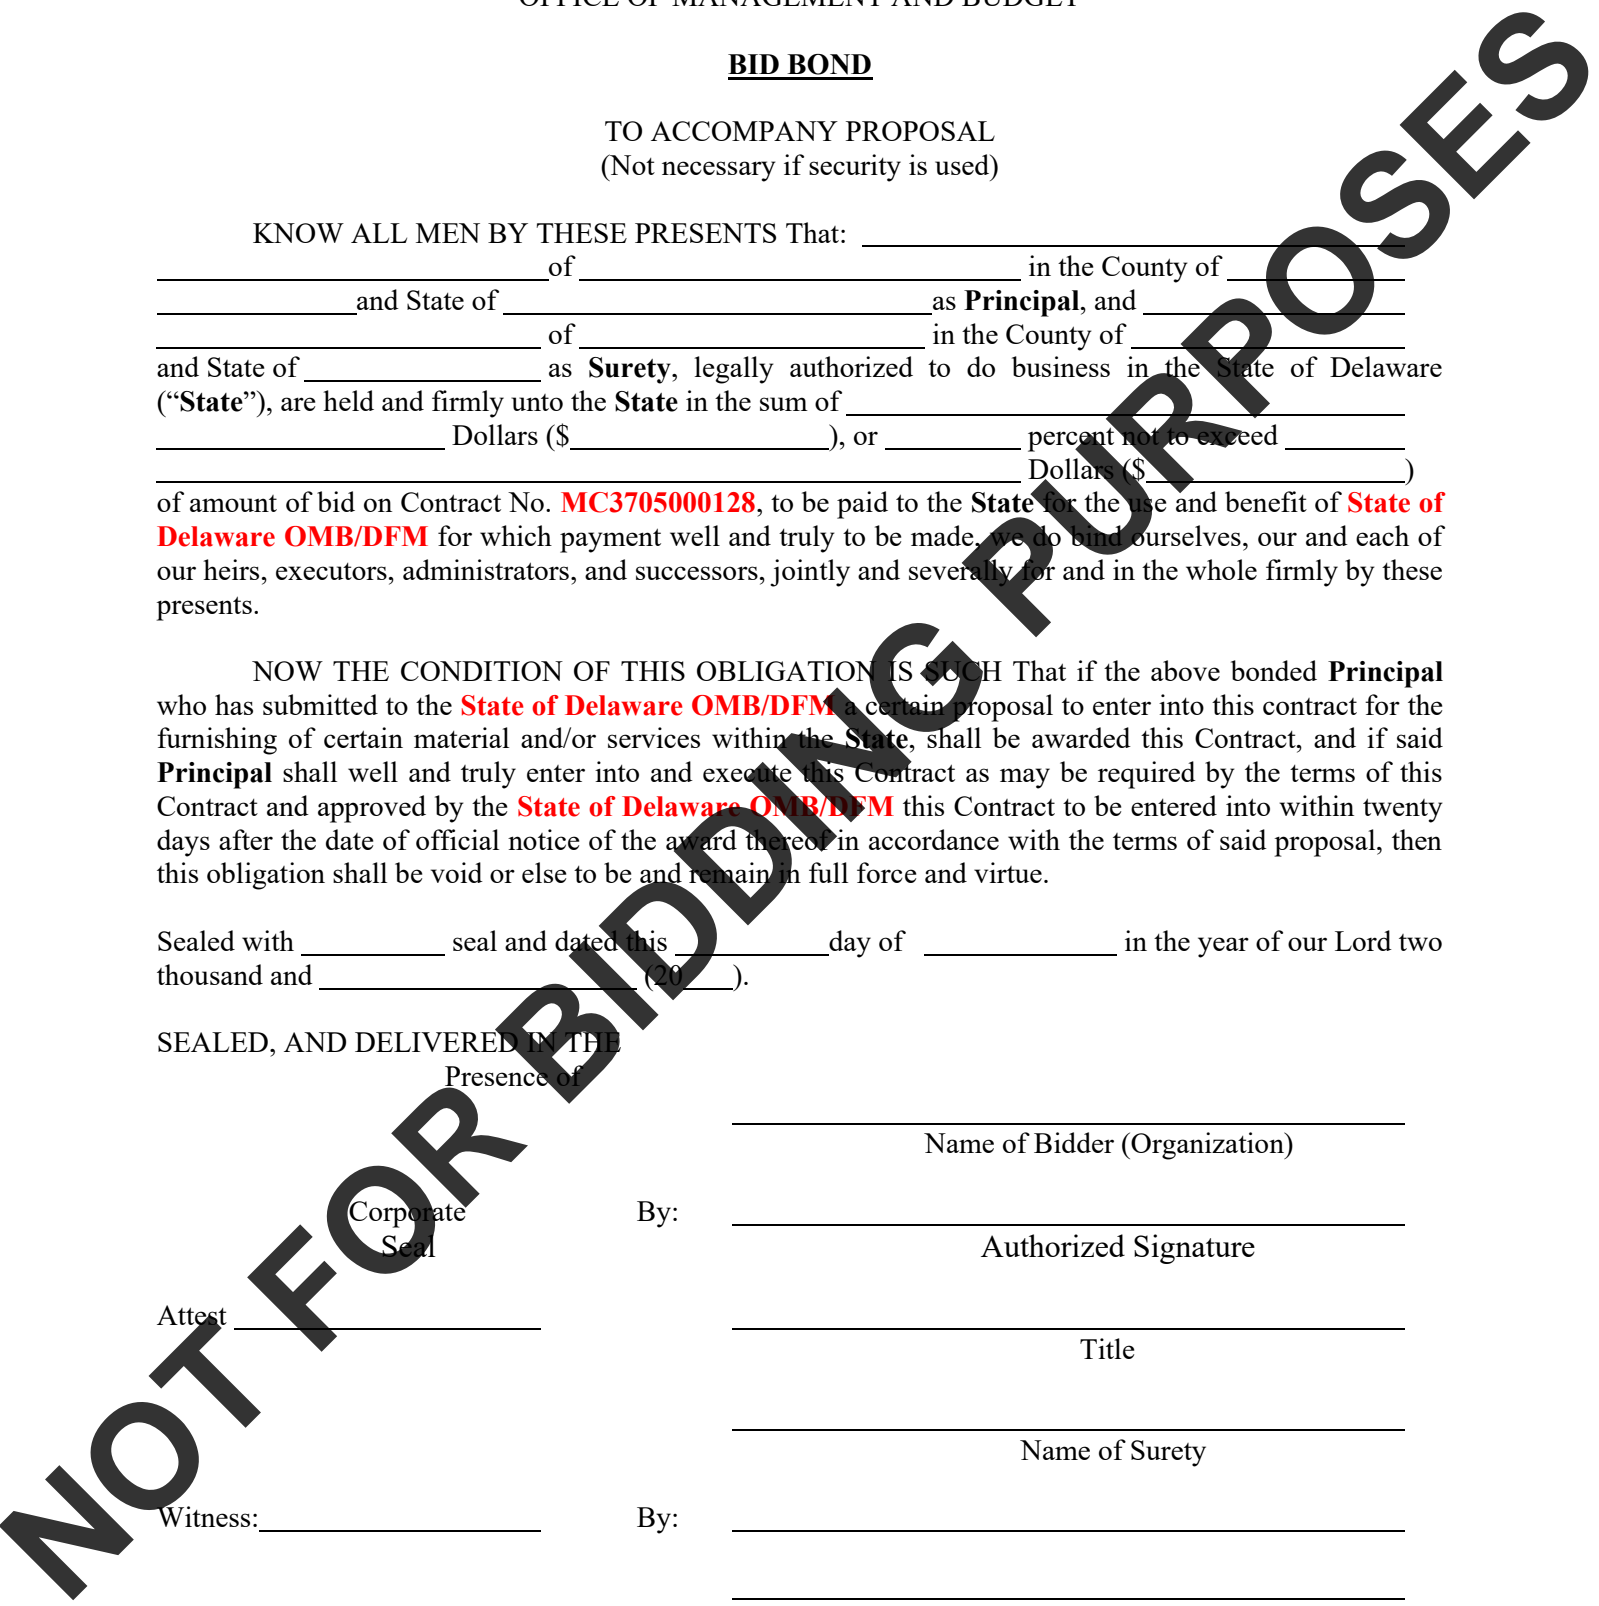 OFFICE OF MANAGEMENT AND BUDGET
BID BOND
TO ACCOMPANY PROPOSAL
(Not necessary if security is used)
KNOW ALL MEN BY THESE PRESENTS That: 
of in the County of
and State of as Principal, and
of in the County of
and State of as Surety, legally authorized to do business in the State of Delaware
(“State”), are held and firmly unto the State in the sum of
Dollars ($ ), or percent not to exceed
Dollars ($ )
of amount of bid on Contract No. MC3705000128, to be paid to the State for the use and benefit of State of
Delaware OMB/DFM for which payment well and truly to be made, we do bind ourselves, our and each of
our heirs, executors, administrators, and successors, jointly and severally for and in the whole firmly by these
presents.
NOW THE CONDITION OF THIS OBLIGATION IS SUCH That if the above bonded Principal
who has submitted to the State of Delaware OMB/DFM a certain proposal to enter into this contract for the
furnishing of certain material and/or services within the State, shall be awarded this Contract, and if said
Principal shall well and truly enter into and execute this Contract as may be required by the terms of this
Contract and approved by the State of Delaware OMB/DFM this Contract to be entered into within twenty
days after the date of official notice of the award thereof in accordance with the terms of said proposal, then
this obligation shall be void or else to be and remain in full force and virtue.
Sealed with seal and dated this day of in the year of our Lord two
thousand and (20 ).
SEALED, AND DELIVERED IN THE
Presence of
Name of Bidder (Organization)
Corporate By:
Seal Authorized Signature
Attest
Title
Name of Surety
Witness: By:
NOT FOR BIDDING PURPOSES